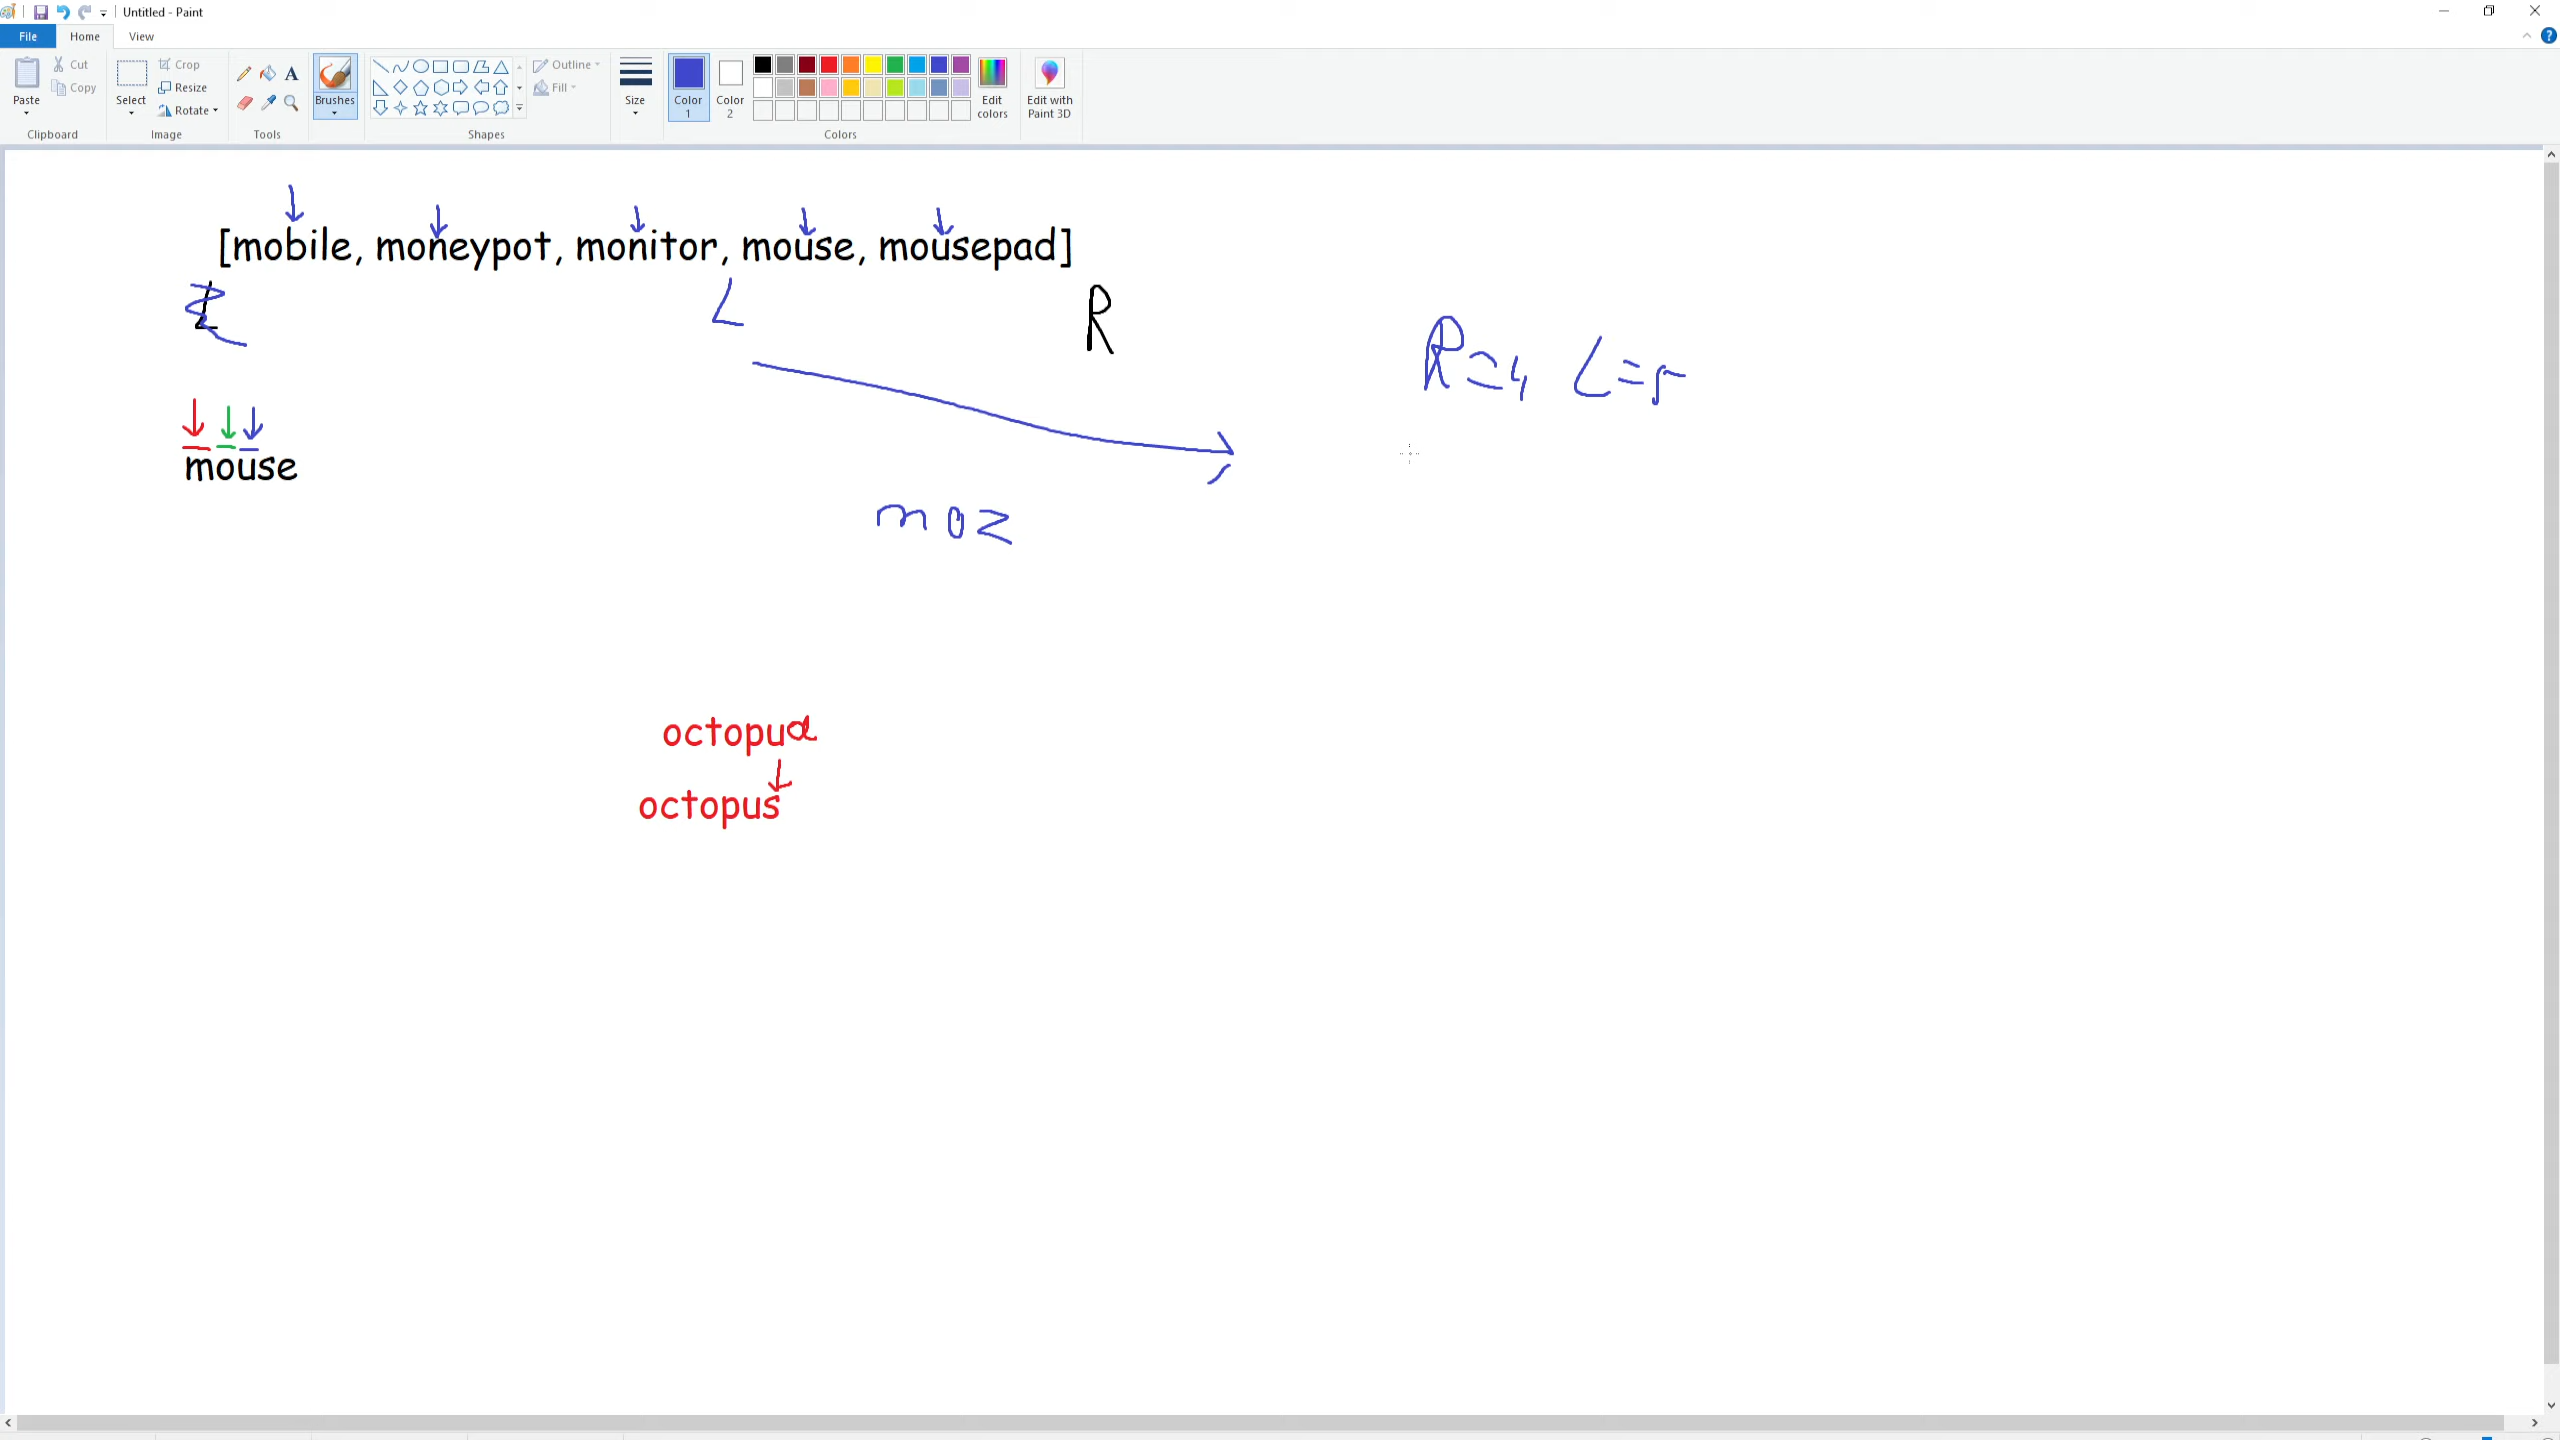 Untitled - Paint
File Home View
Paste Cut Copy Select Crop Resize Rotate Brushes Outline Fill Size Color 1 Color 2 Edit colors Edit with Paint 3D
Clipboard Image Tools Shapes Colors
[mobile, moneypot, monitor, mouse, mousepad]
L L R
R=4 L=5
mouse
moz
octopua
octopus